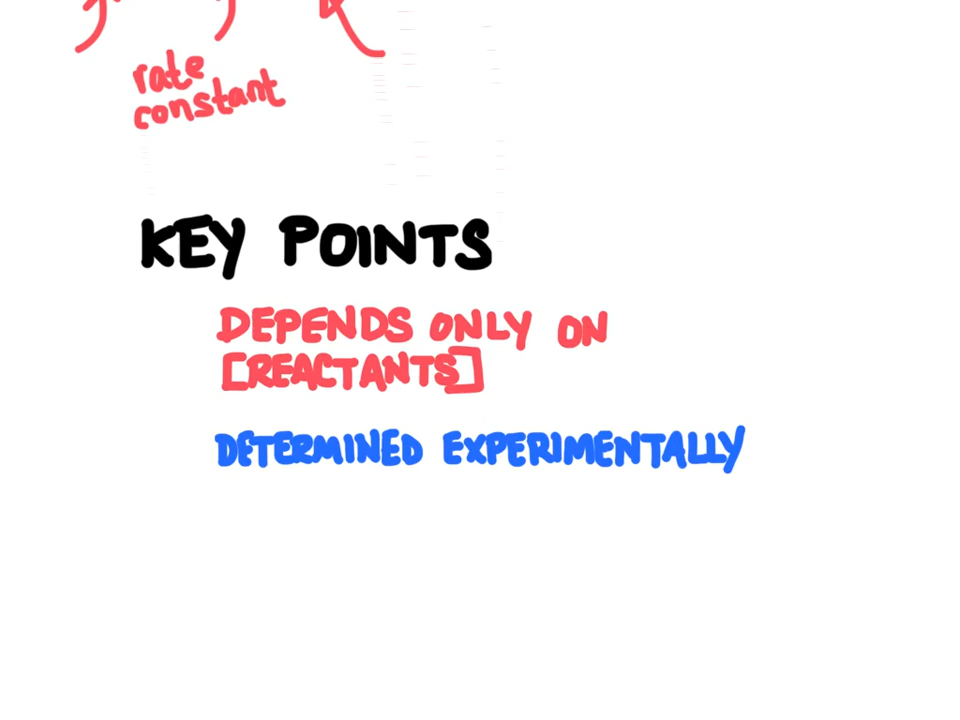 rate
constant
KEY POINTS
DEPENDS ONLY ON
[REACTANTS]
DETERMINED EXPERIMENTALLY